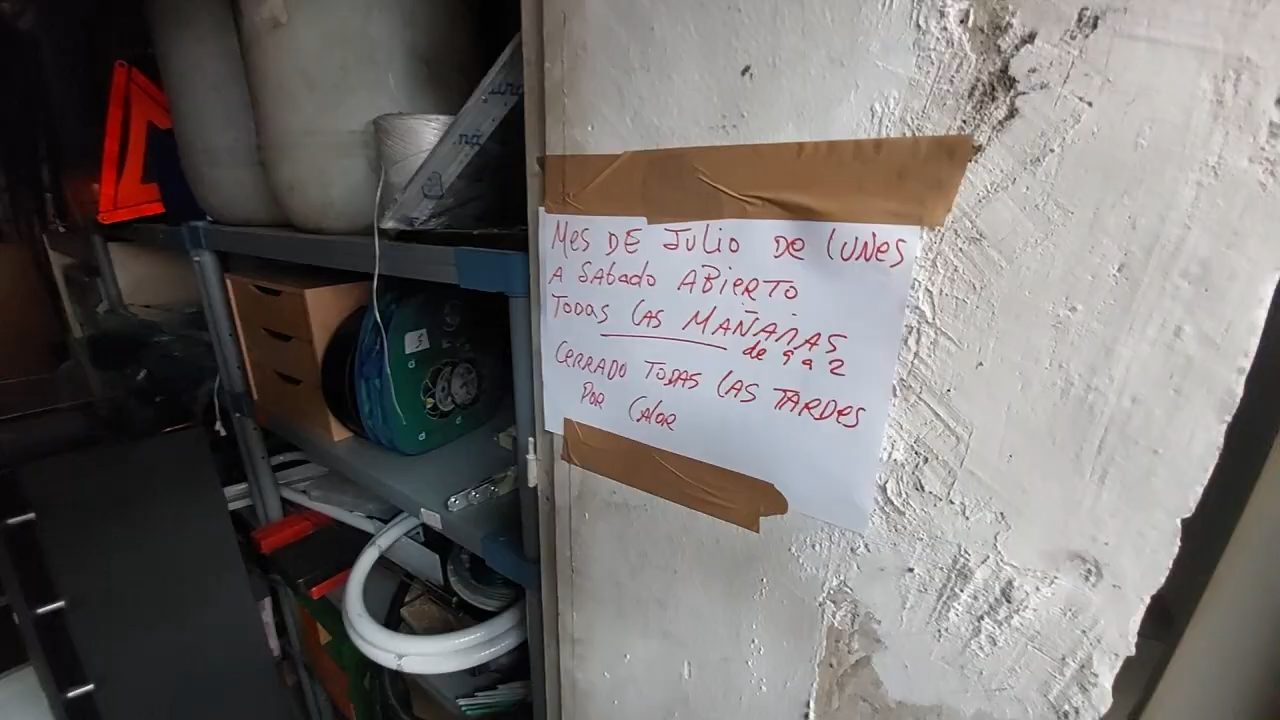 MES DE JULIO DE LUNES
A SABADO ABIERTO
TODAS LAS MAÑANAS
de 9 a 2
CERRADO TODAS LAS TARDES
POR CALOR
5